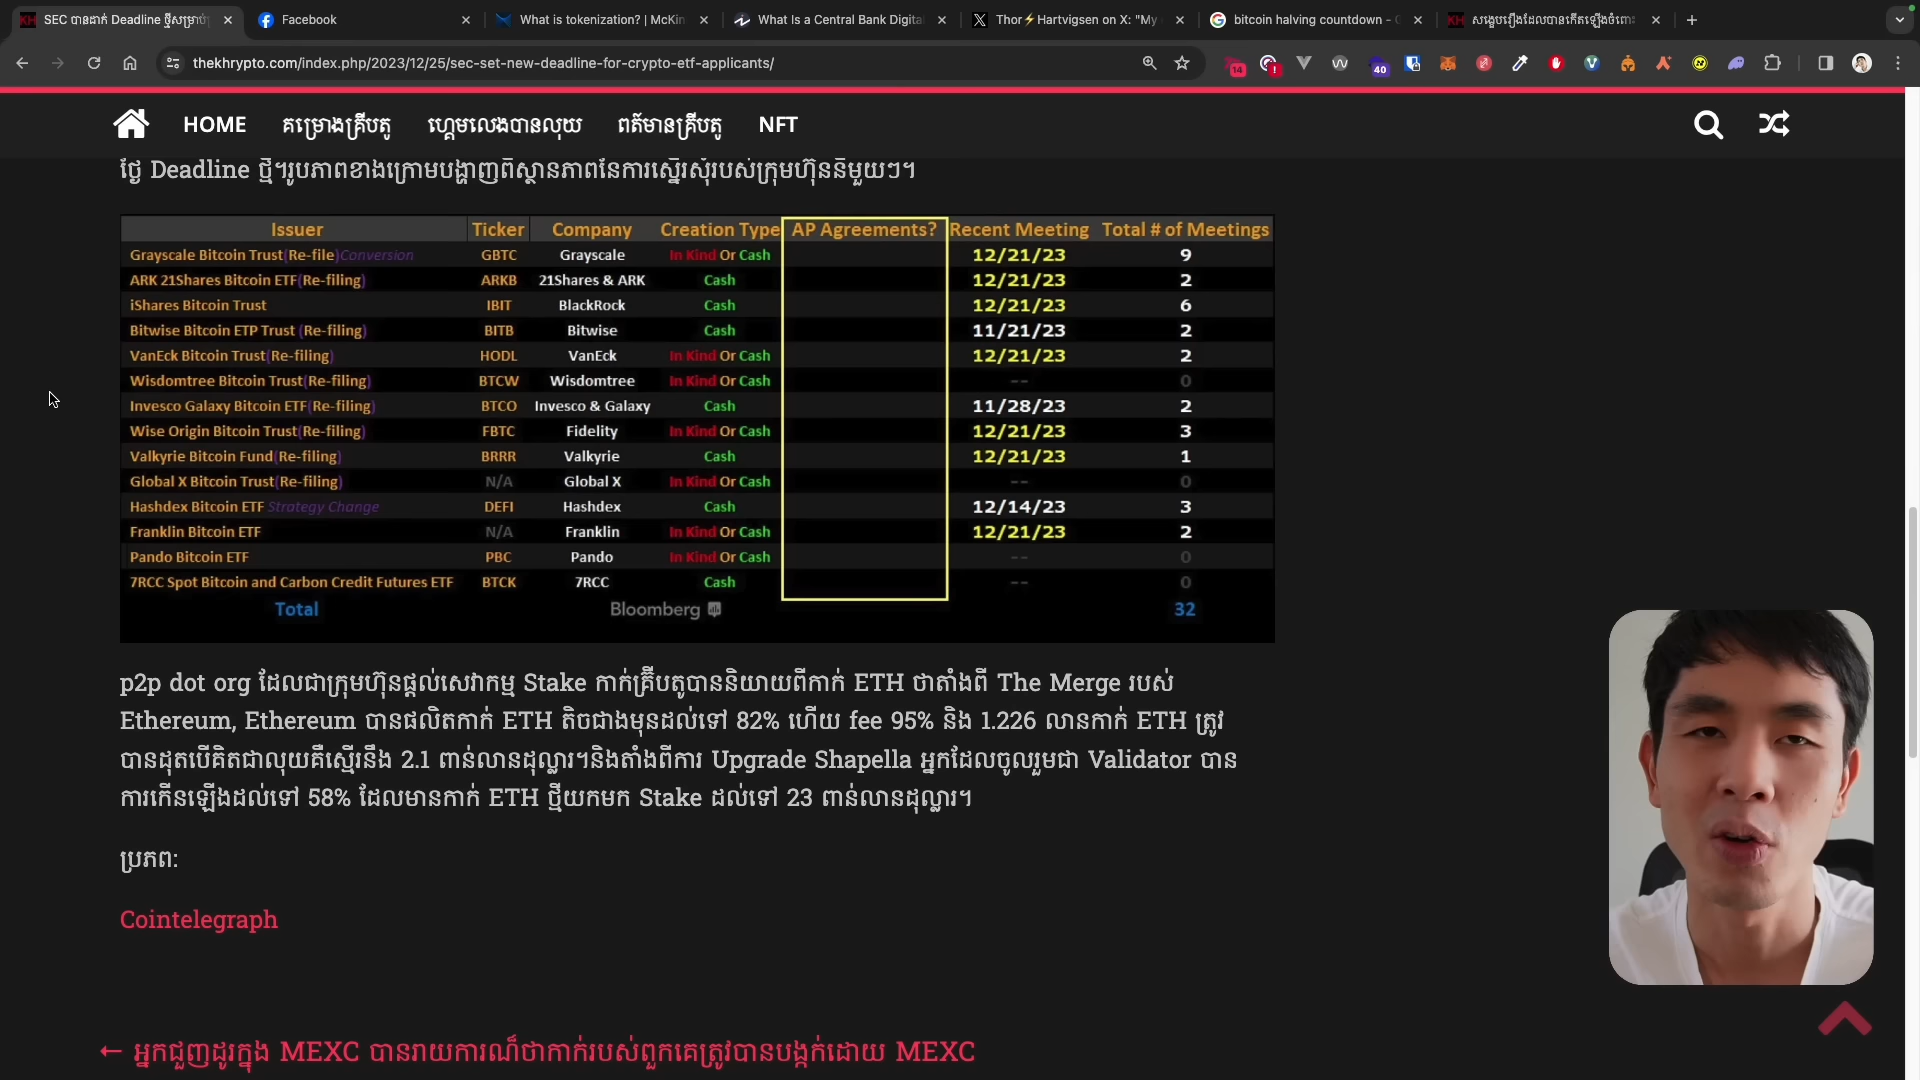 SEC បានដាក់ Deadline ថ្មីសម្រាប់
Facebook
What is tokenization? | McKin
What Is a Central Bank Digita
Thor⚡Hartvigsen on X: "My
bitcoin halving countdown - G
សង្ខេបរឿងដែលបានកើតឡើងចំពោះ
thekhrypto.com/index.php/2023/12/25/sec-set-new-deadline-for-crypto-etf-applicants/
14
40
HOME គម្រោងគ្រីបតូ ហ្គេមលេងបានលុយ ពត៍មានគ្រីបតូ NFT
ថ្ងៃ Deadline ថ្មី។រូបភាពខាងក្រោមបង្ហាញពីស្ថានភាពនៃការស្នើរសុំរបស់ក្រុមហ៊ុននិមួយៗ។
Issuer Ticker Company Creation Type AP Agreements? Recent Meeting Total # of Meetings
Grayscale Bitcoin Trust(Re-file)Conversion GBTC Grayscale In Kind Or Cash 12/21/23 9
ARK 21Shares Bitcoin ETF(Re-filing) ARKB 21Shares & ARK Cash 12/21/23 2
iShares Bitcoin Trust IBIT BlackRock Cash 12/21/23 6
Bitwise Bitcoin ETP Trust (Re-filing) BITB Bitwise Cash 11/21/23 2
VanEck Bitcoin Trust(Re-filing) HODL VanEck In Kind Or Cash 12/21/23 2
Wisdomtree Bitcoin Trust(Re-filing) BTCW Wisdomtree In Kind Or Cash -- 0
Invesco Galaxy Bitcoin ETF(Re-filing) BTCO Invesco & Galaxy Cash 11/28/23 2
Wise Origin Bitcoin Trust(Re-filing) FBTC Fidelity In Kind Or Cash 12/21/23 3
Valkyrie Bitcoin Fund(Re-filing) BRRR Valkyrie Cash 12/21/23 1
Global X Bitcoin Trust(Re-filing) N/A Global X In Kind Or Cash -- 0
Hashdex Bitcoin ETF Strategy Change DEFI Hashdex Cash 12/14/23 3
Franklin Bitcoin ETF N/A Franklin In Kind Or Cash 12/21/23 2
Pando Bitcoin ETF PBC Pando In Kind Or Cash -- 0
7RCC Spot Bitcoin and Carbon Credit Futures ETF BTCK 7RCC Cash -- 0
Total Bloomberg 32
p2p dot org ដែលជាក្រុមហ៊ុនផ្ដល់សេវាកម្ម Stake កាក់គ្រីបតូបាននិយាយពីកាក់ ETH ថាតាំងពី The Merge របស់
Ethereum, Ethereum បានផលិតកាក់ ETH តិចជាងមុនដល់ទៅ 82% ហើយ fee 95% និង 1.226 លានកាក់ ETH ត្រូវ
បានដុតបើគិតជាលុយគឺស្មើរនឹង 2.1 ពាន់លានដុល្លារ។និងតាំងពីការ Upgrade Shapella អ្នកដែលចូលរួមជា Validator បាន
ការកើនឡើងដល់ទៅ 58% ដែលមានកាក់ ETH ថ្មីយកមក Stake ដល់ទៅ 23 ពាន់លានដុល្លារ។
ប្រភព:
Cointelegraph
← អ្នកជួញដូរក្នុង MEXC បានរាយការណ៍ថាកាក់របស់ពួកគេត្រូវបានបង្កក់ដោយ MEXC